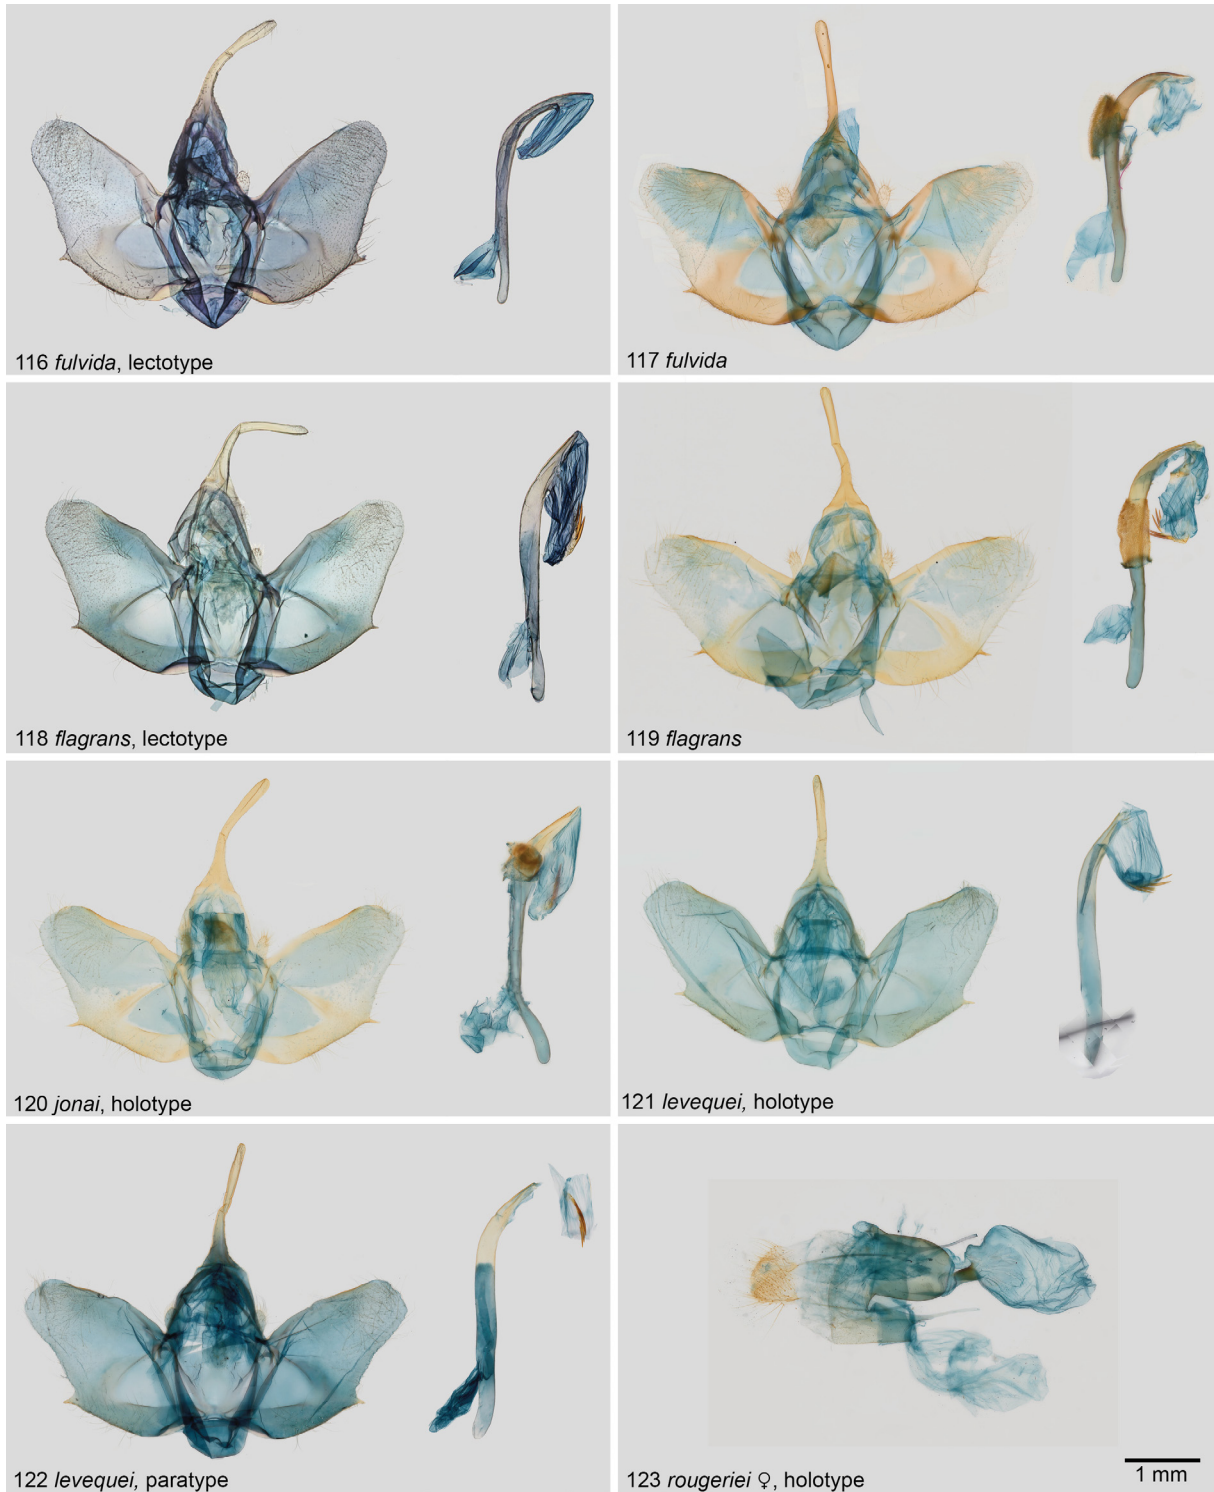 116 fulvida, lectotype
117 fulvida
118 flagrans, lectotype
119 flagrans
120 jonai, holotype
121 levequei, holotype
122 levequei, paratype
123 rougeriei ♀, holotype
1 mm